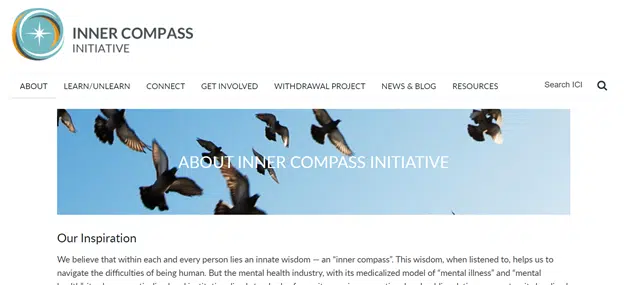 INNER COMPASS
INITIATIVE
ABOUT LEARN/UNLEARN CONNECT GET INVOLVED WITHDRAWAL PROJECT NEWS & BLOG RESOURCES Search ICI
ABOUT INNER COMPASS INITIATIVE
Our Inspiration
We believe that within each and every person lies an innate wisdom — an “inner compass”. This wisdom, when listened to, helps us to
navigate the difficulties of being human. But the mental health industry, with its medicalized model of “mental illness” and “mental